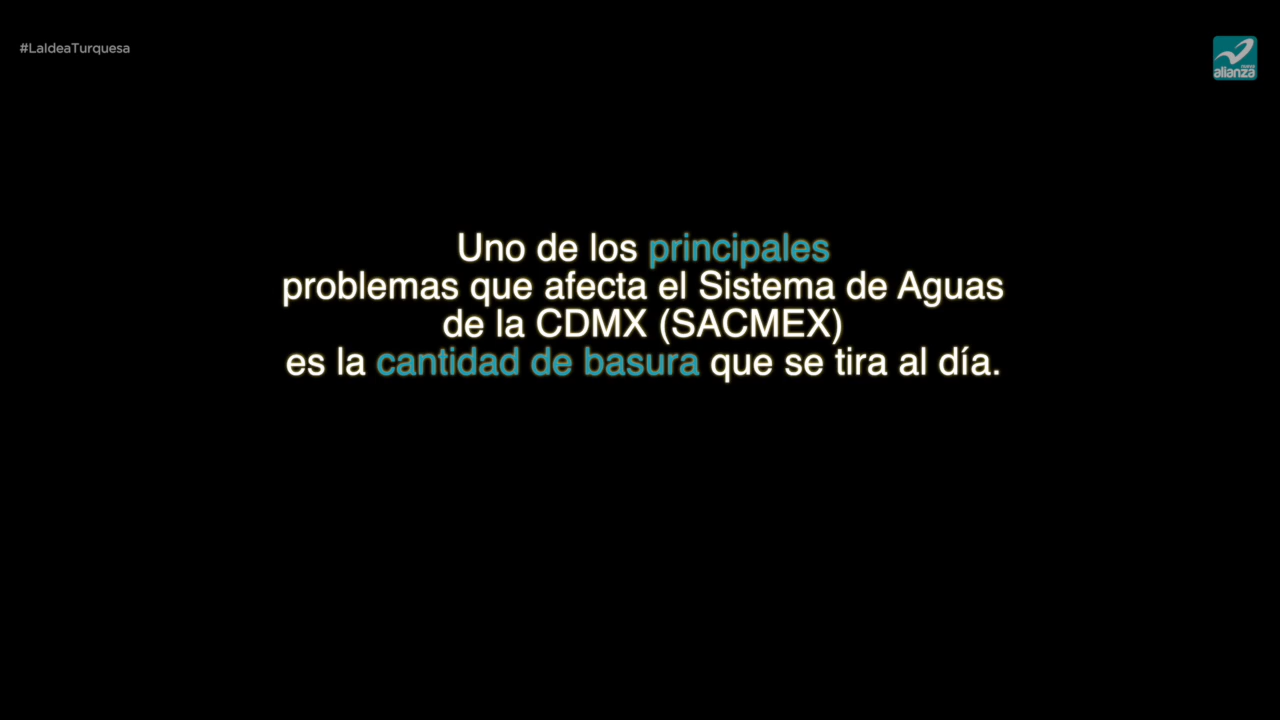 #LaIdeaTurquesa
nueva
alianza
Uno de los principales
problemas que afecta el Sistema de Aguas
de la CDMX (SACMEX)
es la cantidad de basura que se tira al día.